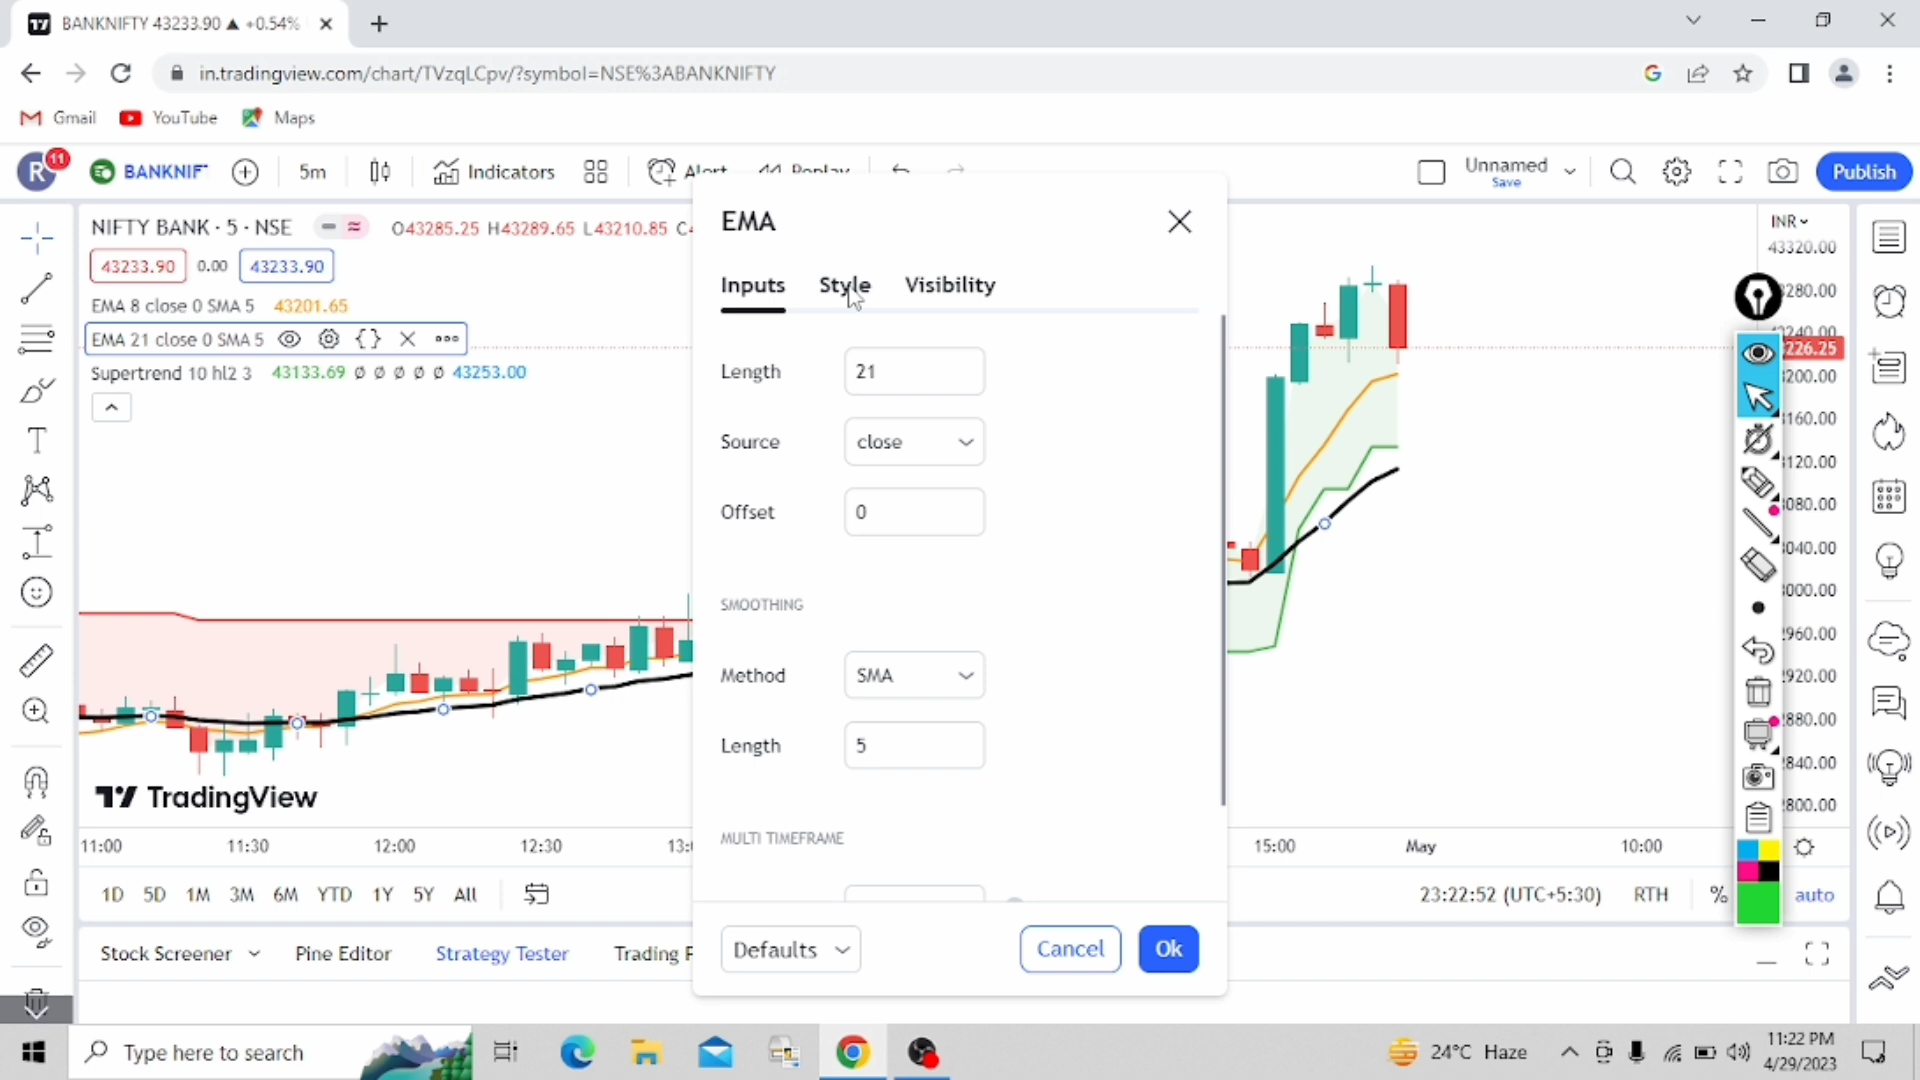 BANKNIFTY 43233.90 ▲ +0.54%
in.tradingview.com/chart/TVzqLCpv/?symbol=NSE%3ABANKNIFTY
Gmail YouTube Maps
R 11 BANKNIF 5m Indicators Alert Replay Unnamed Save Publish
NIFTY BANK · 5 · NSE O43285.25 H43289.65 L43210.85
43233.90 0.00 43233.90
EMA 8 close 0 SMA 5 43201.65
EMA 21 close 0 SMA 5
Supertrend 10 hl2 3 43133.69 ∅ ∅ ∅ ∅ ∅ 43253.00
EMA
Inputs Style Visibility
Length 21
Source close
Offset 0
SMOOTHING
Method SMA
Length 5
MULTI TIMEFRAME
Defaults Cancel Ok
INR
43320.00
TradingView
11:00 11:30 12:00 12:30 15:00 May 10:00
1D 5D 1M 3M 6M YTD 1Y 5Y All 23:22:52 (UTC+5:30) RTH % auto
Stock Screener Pine Editor Strategy Tester Trading
Type here to search 24°C Haze 11:22 PM
4/29/2023